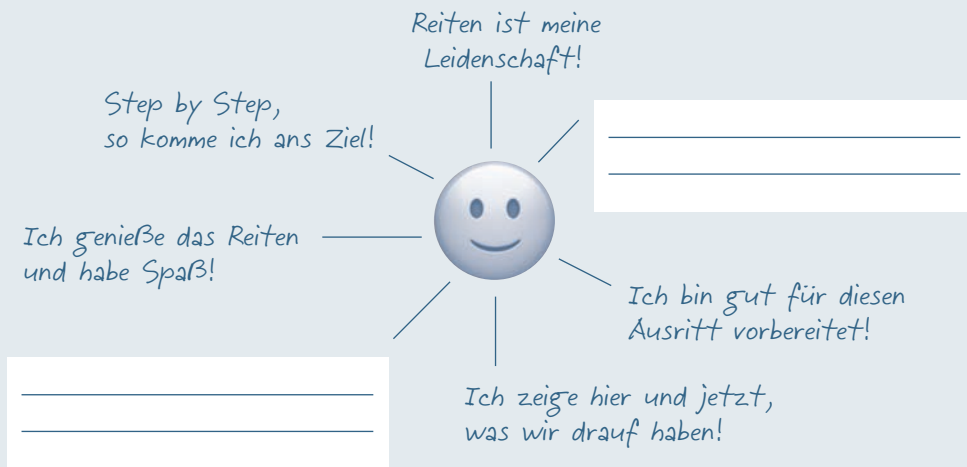 Reiten ist meine
Leidenschaft!
Step by Step,
so komme ich ans Ziel!
Ich genieße das Reiten
und habe Spaß!
Ich bin gut für diesen
Ausritt vorbereitet!
Ich zeige hier und jetzt,
was wir drauf haben!